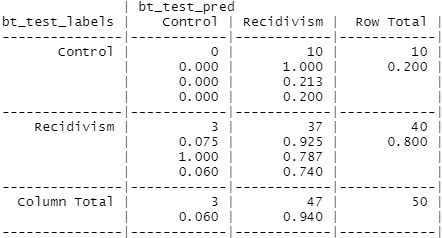 | bt_test_pred
bt_test_labels | Control | Recidivism | Row Total |
---------------|-----------|------------|-----------|
Control | 0 | 10 | 10 |
| 0.000 | 1.000 | 0.200 |
| 0.000 | 0.213 | |
| 0.000 | 0.200 | |
---------------|-----------|------------|-----------|
Recidivism | 3 | 37 | 40 |
| 0.075 | 0.925 | 0.800 |
| 1.000 | 0.787 | |
| 0.060 | 0.740 | |
---------------|-----------|------------|-----------|
Column Total | 3 | 47 | 50 |
| 0.060 | 0.940 | |
---------------|-----------|------------|-----------|